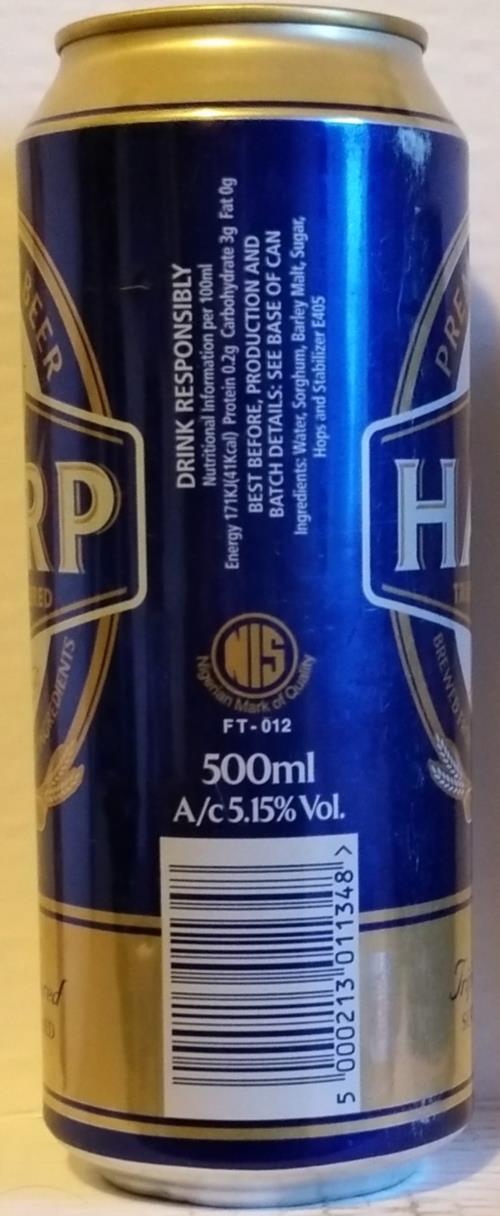 DRINK RESPONSIBLY
Nutritional Information per 100ml
Energy 171KJ(41Kcal) Protein 0.2g Carbohydrate 3g Fat 0g
BEST BEFORE, PRODUCTION AND
BATCH DETAILS: SEE BASE OF CAN
Ingredients: Water, Sorghum, Barley Malt, Sugar,
Hops and Stabilizer E405
BEER
RP
NIS
Nigerian Mark of Quality
FT-012
500ml
A/c 5.15% Vol.
5 000213 011348 >
PRE
HA
BREWED